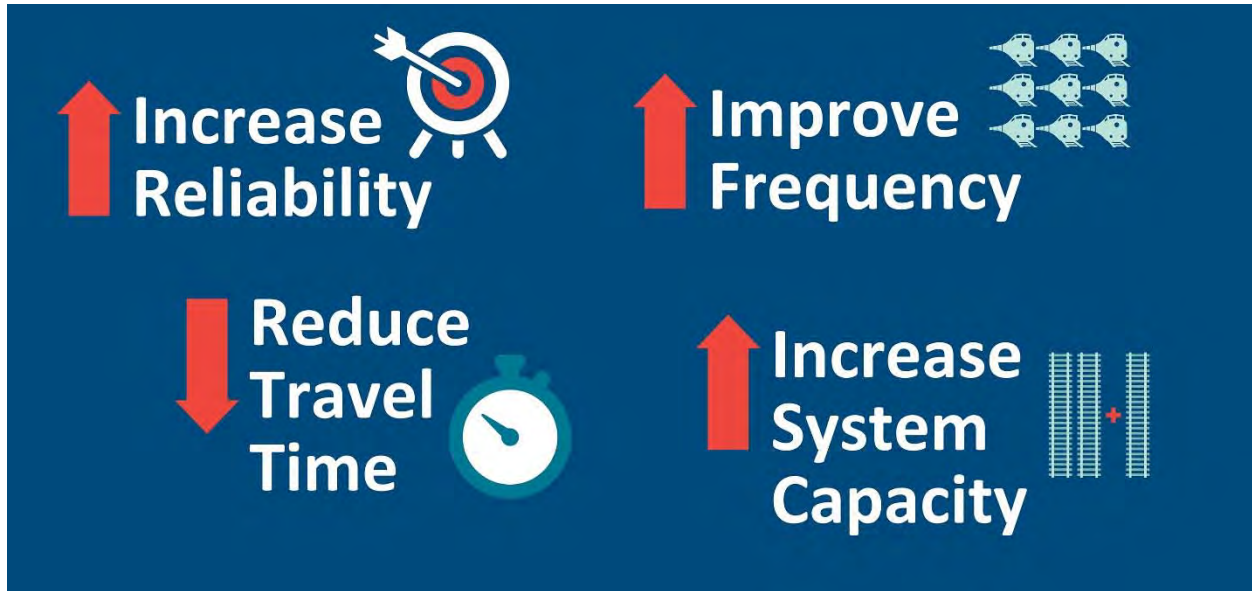 Increase
Reliability
Improve
Frequency
Reduce
Travel
Time
Increase
System
Capacity